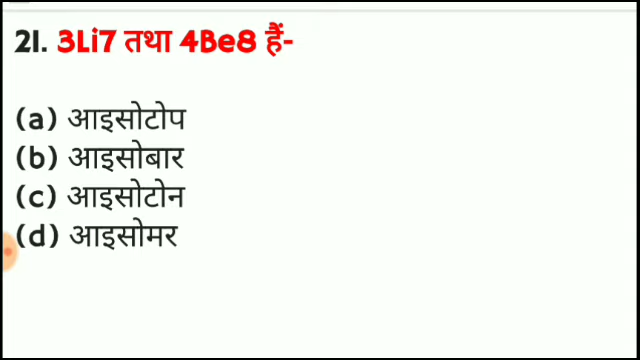 21. 3Li7 तथा 4Be8 हैं-
(a) आइसोटोप
(b) आइसोबार
(c) आइसोटोन
(d) आइसोमर